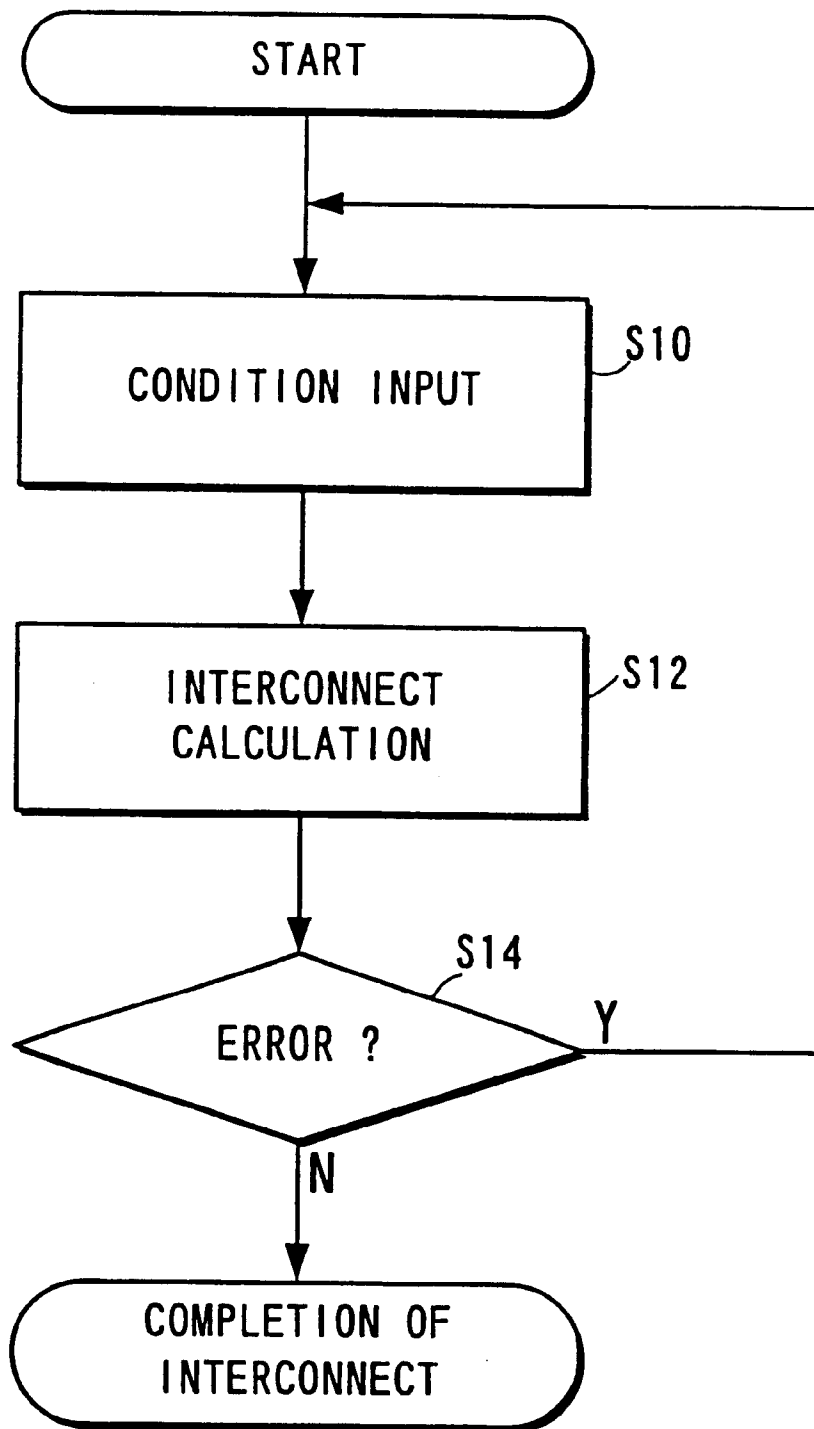 START
CONDITION INPUT
S10
INTERCONNECT
CALCULATION
S12
S14
ERROR ?
Y
N
COMPLETION OF
INTERCONNECT